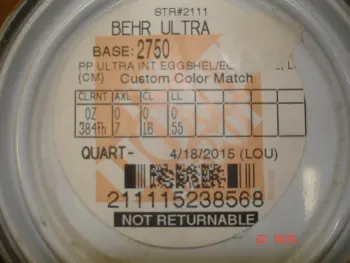 STR#2111
BEHR ULTRA
BASE: 2750
PP ULTRA INT EGGSHEL/
(CM) Custom Color Match
CLRNT AXL CL LL
OZ 0 0 0
384Th 7 18 55
QUART- 4/18/2015 (LOU)
211115238568
NOT RETURNABLE